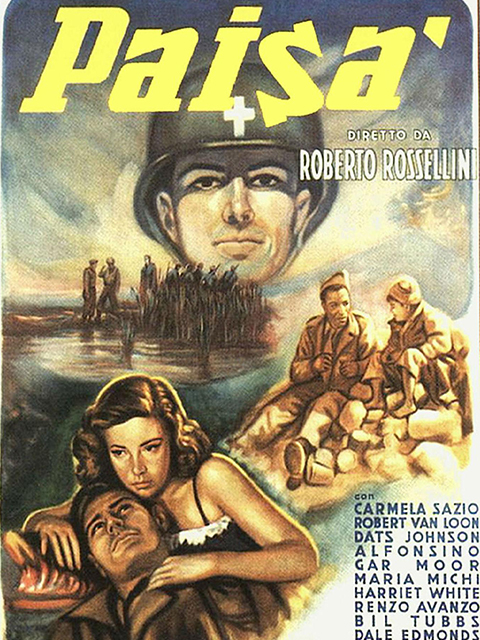 Paisa'
DIRETTO DA
ROBERTO ROSSELLINI
con
CARMELA SAZIO
ROBERT VAN LOON
DATS JOHNSON
ALFONSINO
GAR MOOR
MARIA MICHI
HARRIET WHITE
RENZO AVANZO
BIL TUBBS
DALE EDMONDS